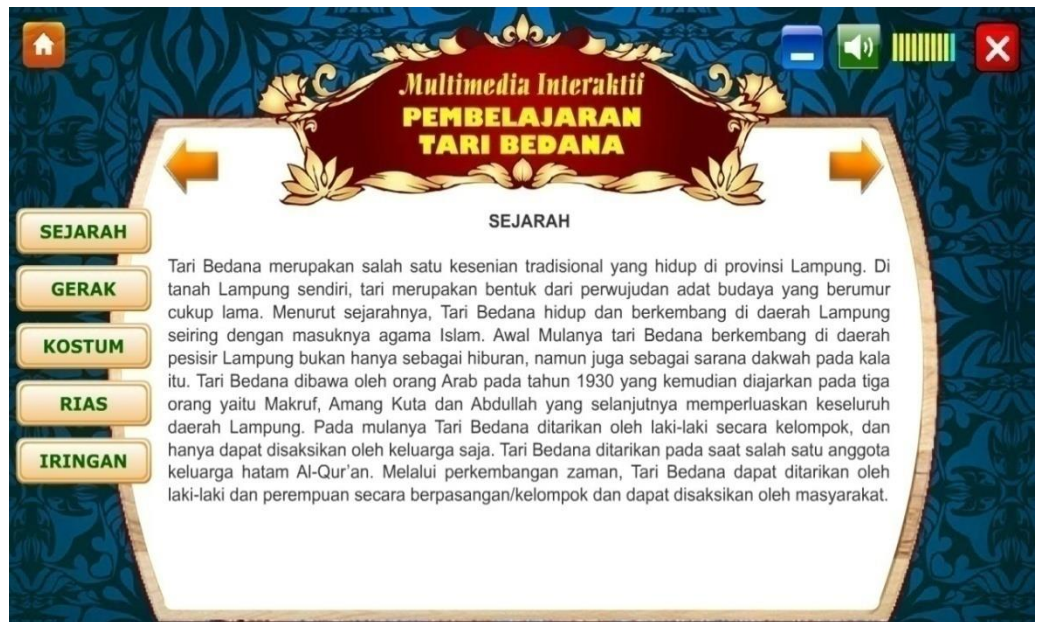 Multimedia Interaktif
PEMBELAJARAN
TARI BEDANA
SEJARAH
GERAK
KOSTUM
RIAS
IRINGAN
SEJARAH
Tari Bedana merupakan salah satu kesenian tradisional yang hidup di provinsi Lampung. Di
tanah Lampung sendiri, tari merupakan bentuk dari perwujudan adat budaya yang berumur
cukup lama. Menurut sejarahnya, Tari Bedana hidup dan berkembang di daerah Lampung
seiring dengan masuknya agama Islam. Awal Mulanya tari Bedana berkembang di daerah
pesisir Lampung bukan hanya sebagai hiburan, namun juga sebagai sarana dakwah pada kala
itu. Tari Bedana dibawa oleh orang Arab pada tahun 1930 yang kemudian diajarkan pada tiga
orang yaitu Makruf, Amang Kuta dan Abdullah yang selanjutnya memperluaskan keseluruh
daerah Lampung. Pada mulanya Tari Bedana ditarikan oleh laki-laki secara kelompok, dan
hanya dapat disaksikan oleh keluarga saja. Tari Bedana ditarikan pada saat salah satu anggota
keluarga hatam Al-Qur'an. Melalui perkembangan zaman, Tari Bedana dapat ditarikan oleh
laki-laki dan perempuan secara berpasangan/kelompok dan dapat disaksikan oleh masyarakat.